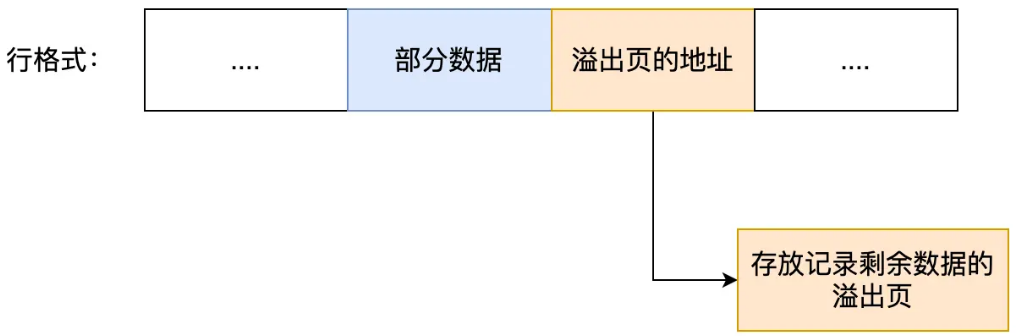 行格式：
....
部分数据
溢出页的地址
....
存放记录剩余数据的
溢出页